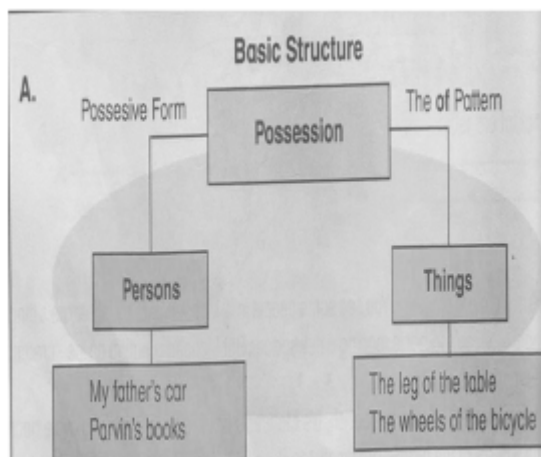 Basic Structure
A.
Possesive Form
Possession
The of Pattern
Persons
Things
My father's car
Parvin's books
The leg of the table
The wheels of the bicycle